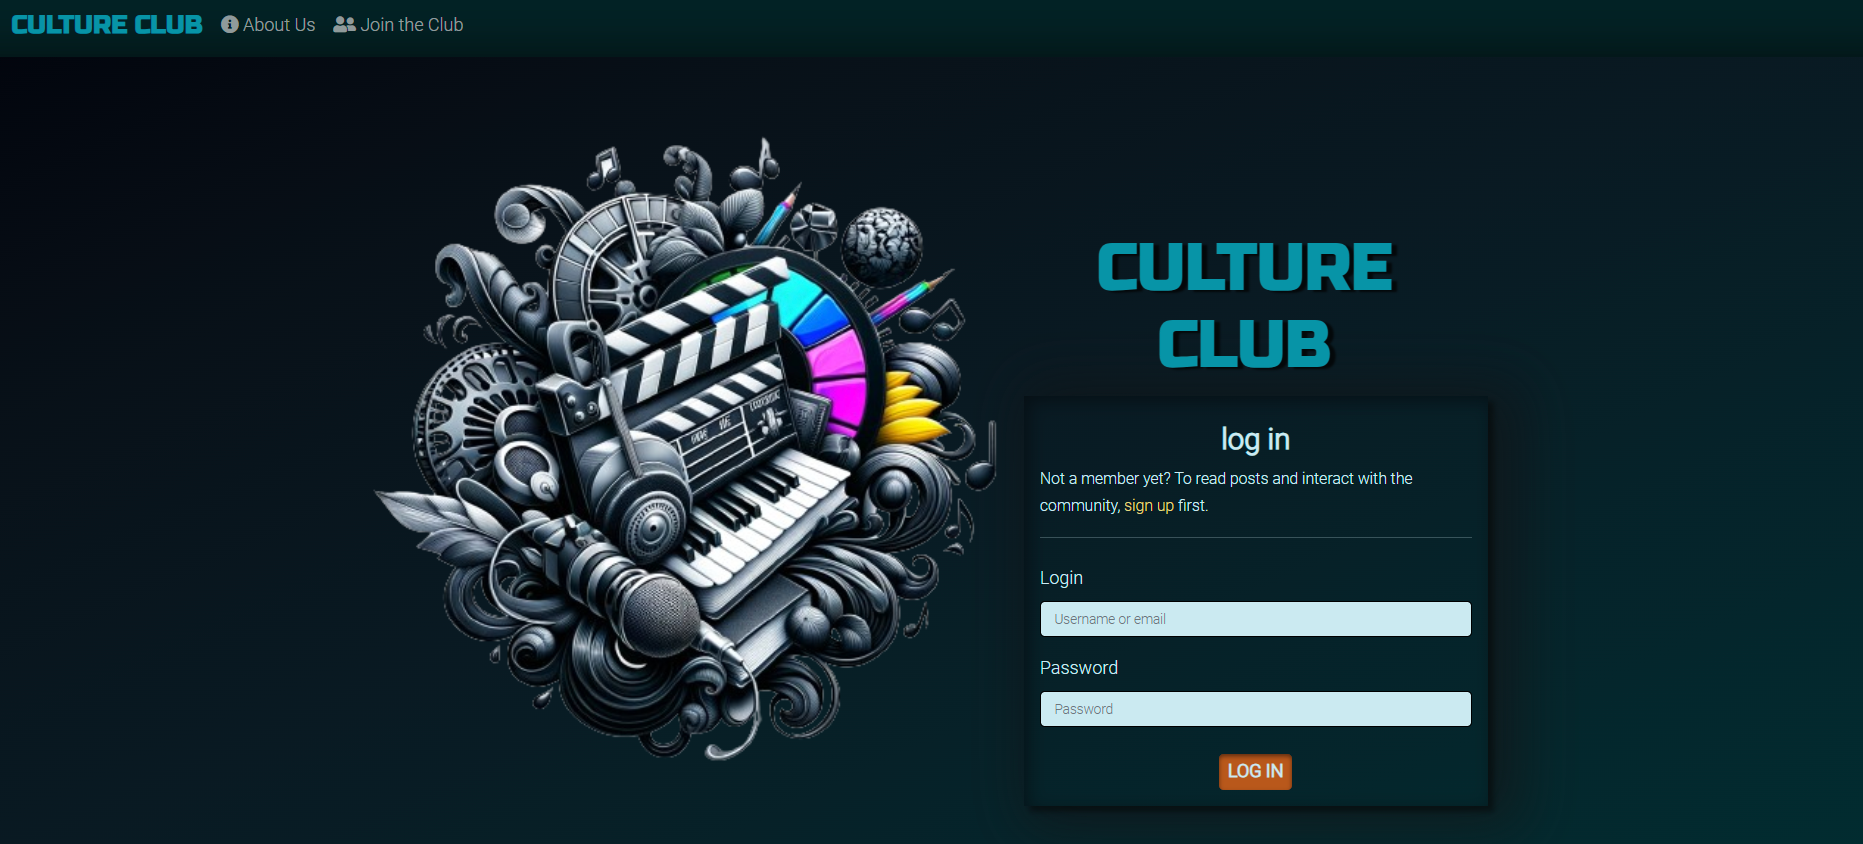 CULTURE CLUB About Us Join the Club
CULTURE
CLUB
log in
Not a member yet? To read posts and interact with the
community, sign up first.
Login
Username or email
Password
Password
LOG IN